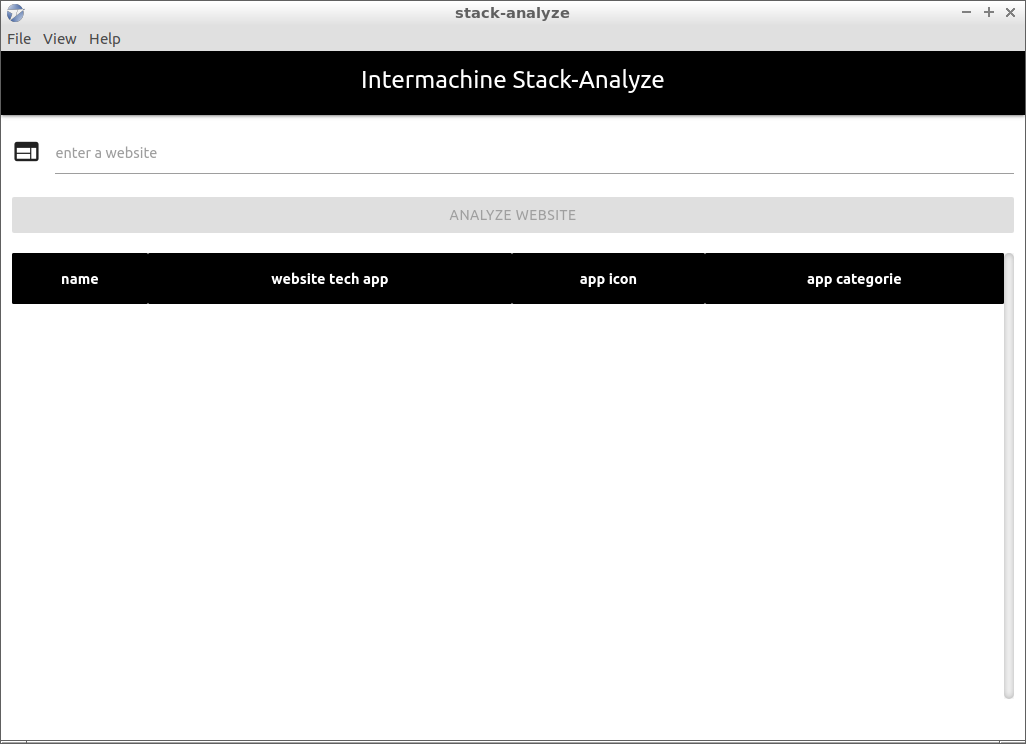 stack-analyze
File View Help
Intermachine Stack-Analyze
enter a website
ANALYZE WEBSITE
name website tech app app icon app categorie